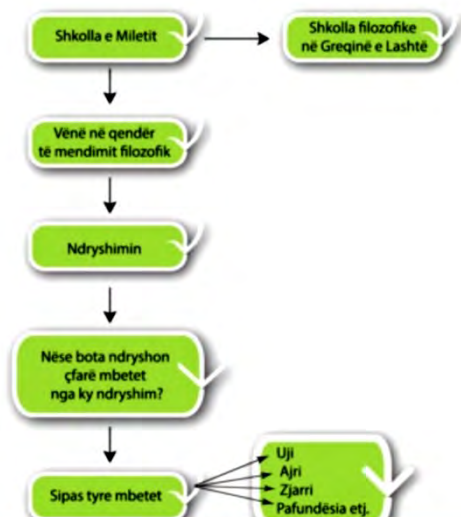 Shkolla e Miletit
Shkolla filozofike
në Greqinë e Lashtë
Vënë në qendër
të mendimit filozofik
Ndryshimin
Nëse bota ndryshon
çfarë mbetet
nga ky ndryshim?
Sipas tyre mbetet
Uji
Ajri
Zjarri
Pafundësia etj.